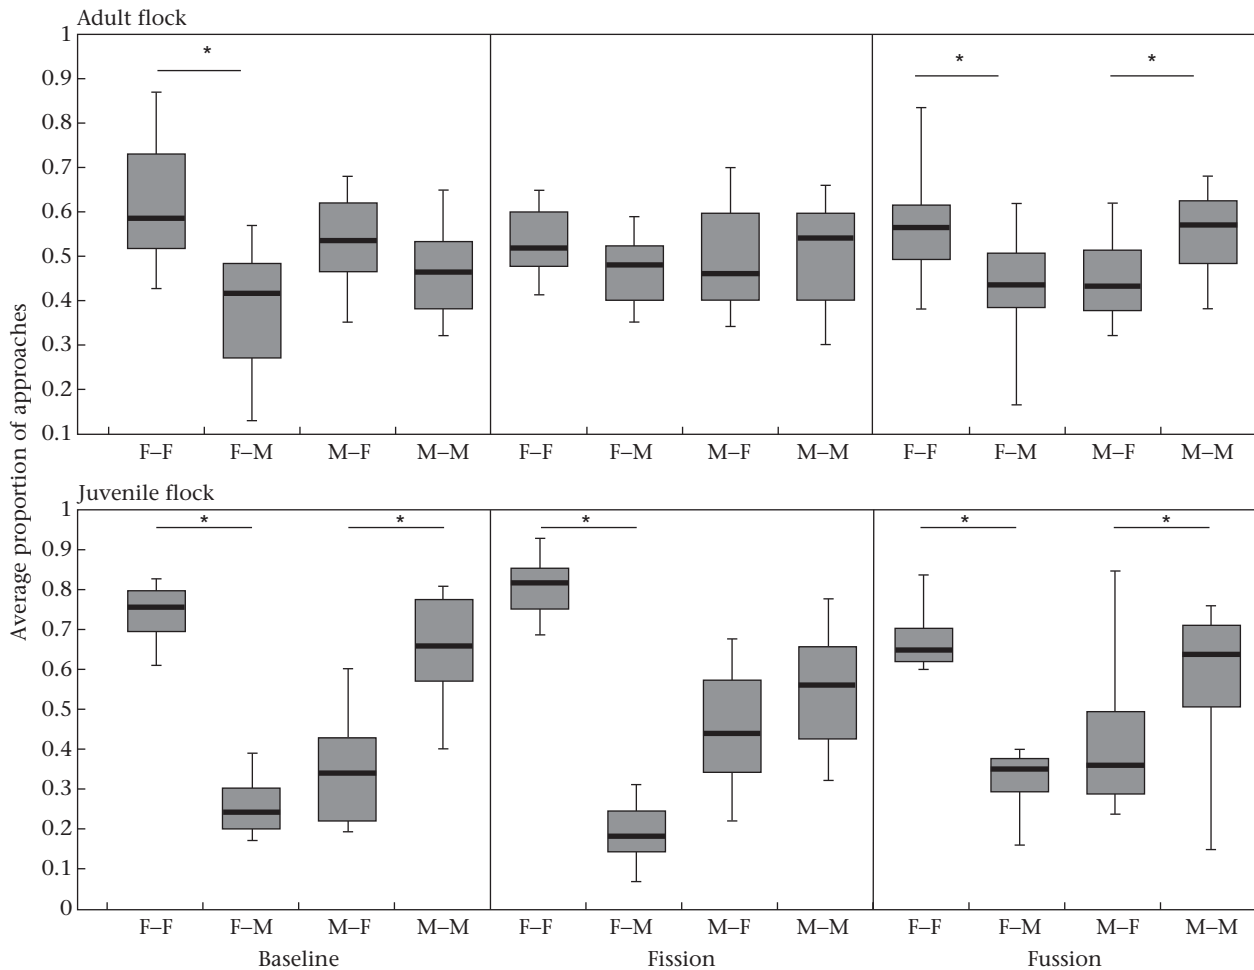 Adult flock
1
0.9
0.8
0.7
0.6
0.5
0.4
0.3
0.2
0.1
* * *
F–F F–M M–F M–M F–F F–M M–F M–M F–F F–M M–F M–M
Average proportion of approaches
Juvenile flock
1
0.9
0.8
0.7
0.6
0.5
0.4
0.3
0.2
0.1
0
* * * * *
F–F F–M M–F M–M F–F F–M M–F M–M F–F F–M M–F M–M
Baseline Fission Fussion